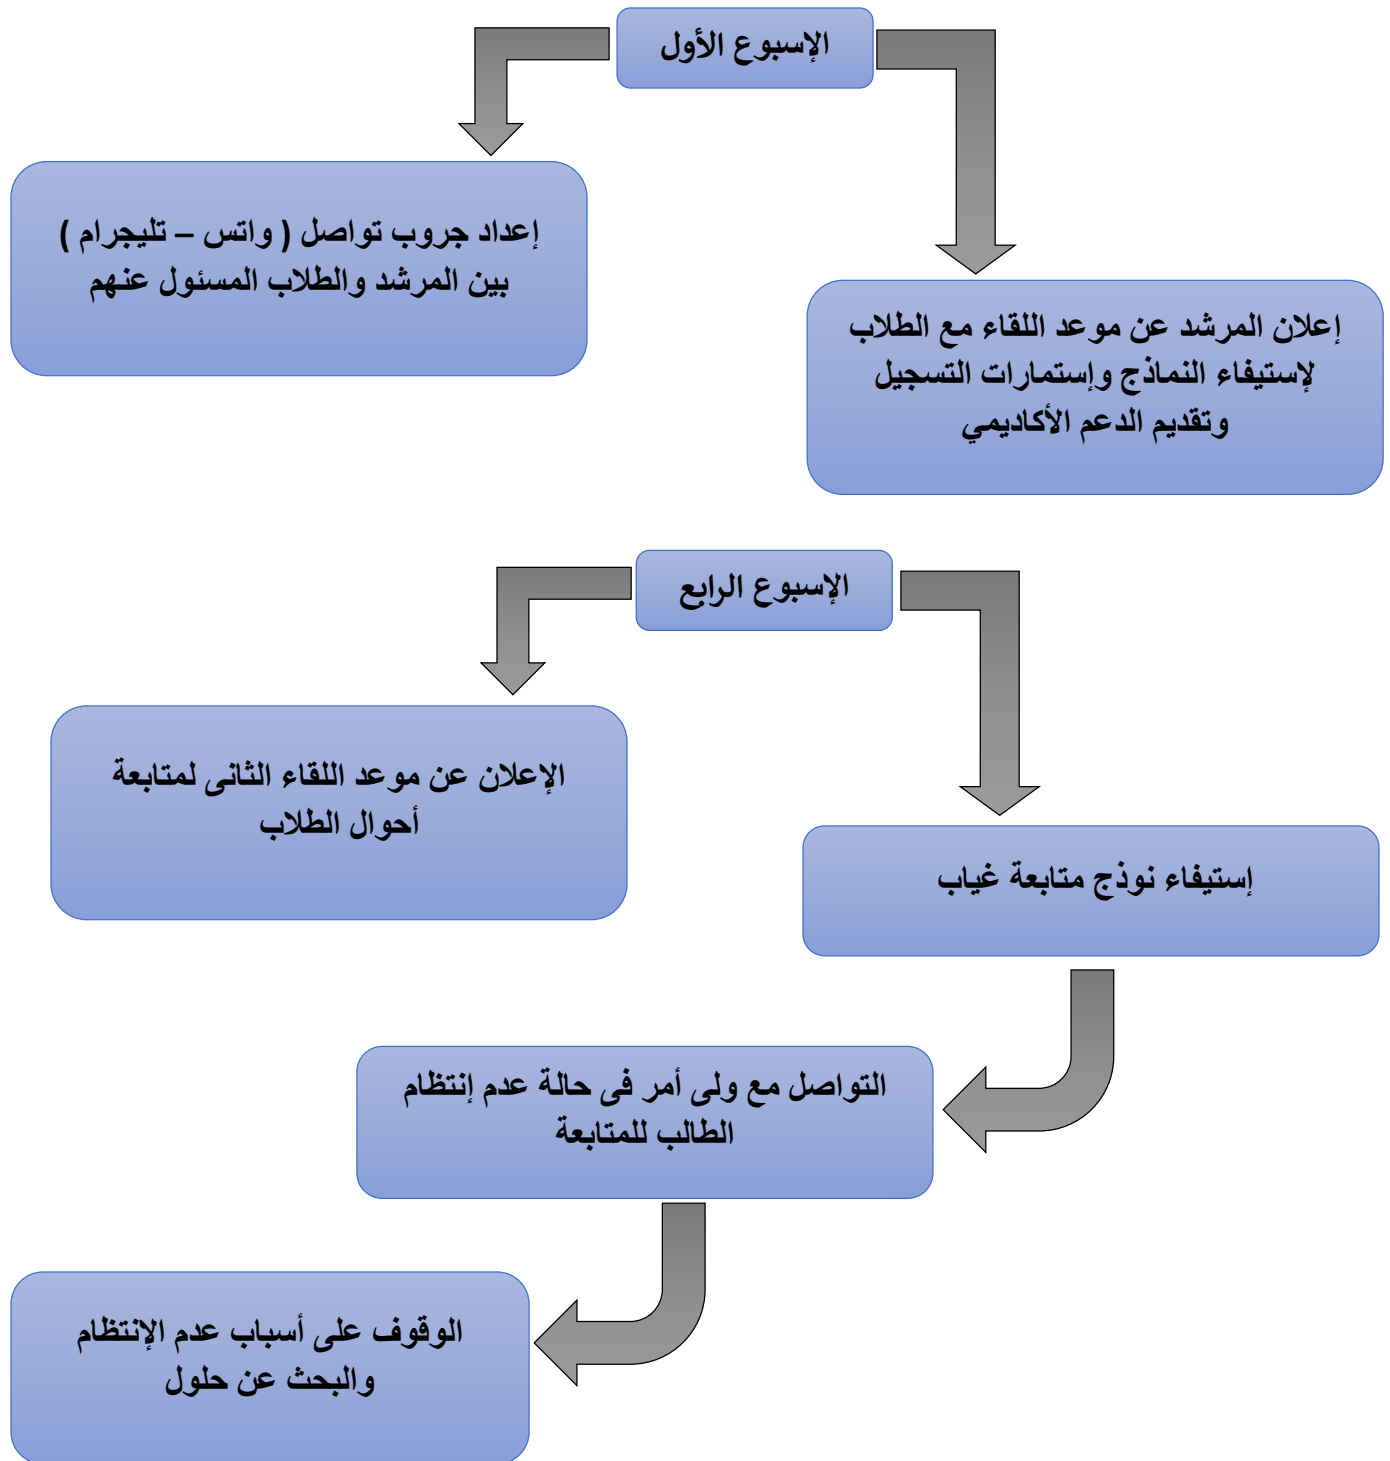 الإسبوع الأول
إعلان المرشد عن موعد اللقاء مع الطلاب
لإستيفاء النماذج وإستمارات التسجيل
وتقديم الدعم الأكاديمي
إعداد جروب تواصل ( واتس – تليجرام )
بين المرشد والطلاب المسئول عنهم
الإسبوع الرابع
إستيفاء نوذج متابعة غياب
الإعلان عن موعد اللقاء الثانى لمتابعة
أحوال الطلاب
التواصل مع ولى أمر فى حالة عدم إنتظام
الطالب للمتابعة
الوقوف على أسباب عدم الإنتظام
والبحث عن حلول